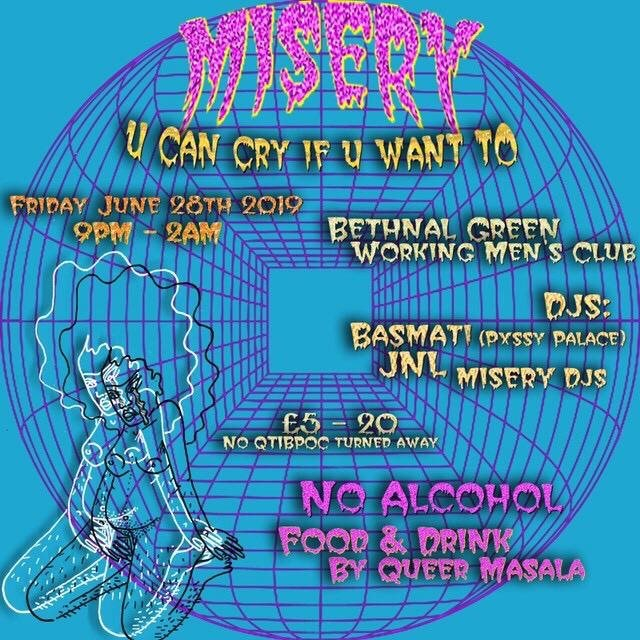 MISERY
U CAN CRY IF U WANT TO
FRIDAY JUNE 28TH 2019
9PM - 2AM
BETHNAL GREEN
WORKING MEN'S CLUB
DJS:
BASMATI (PXSSY PALACE)
JNL MISERY DJS
£5 - 20
NO QTIBPOC TURNED AWAY
NO ALCOHOL
FOOD & DRINK
BY QUEER MASALA